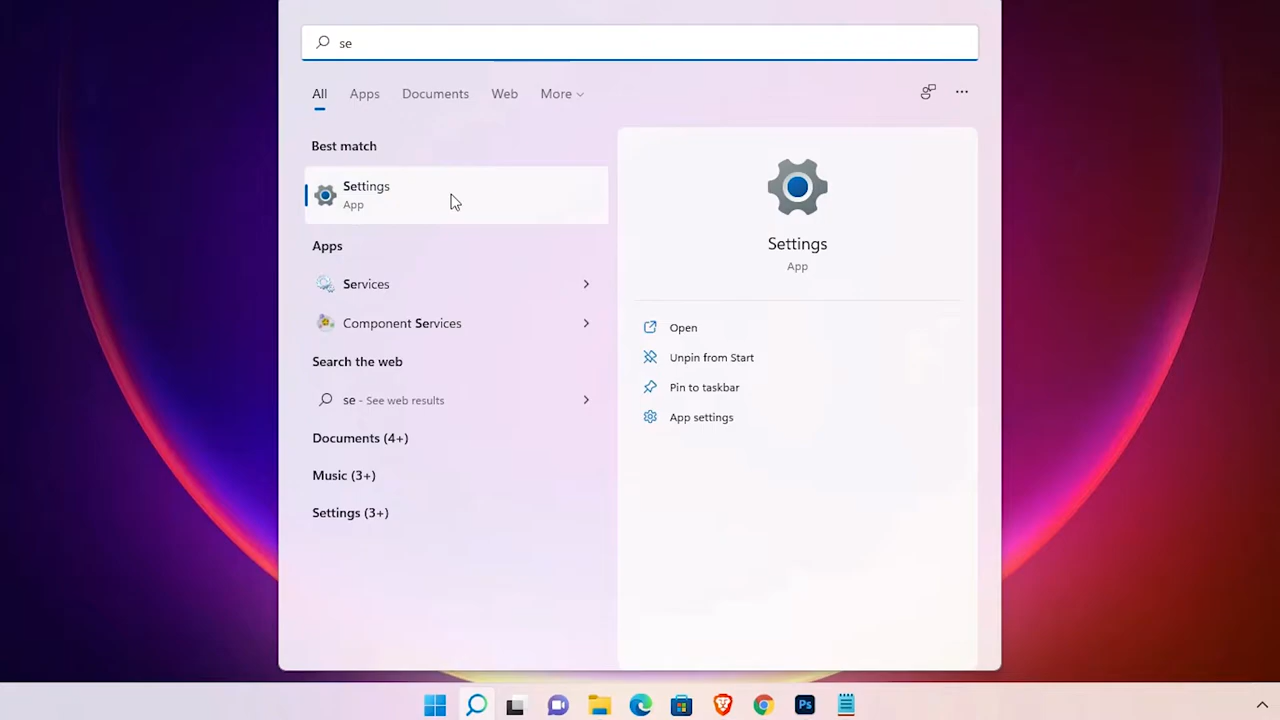 se
All Apps Documents Web More
Best match
Settings
App
Apps
Services
Component Services
Search the web
se - See web results
Documents (4+)
Music (3+)
Settings (3+)
Settings
App
Open
Unpin from Start
Pin to taskbar
App settings
Ps